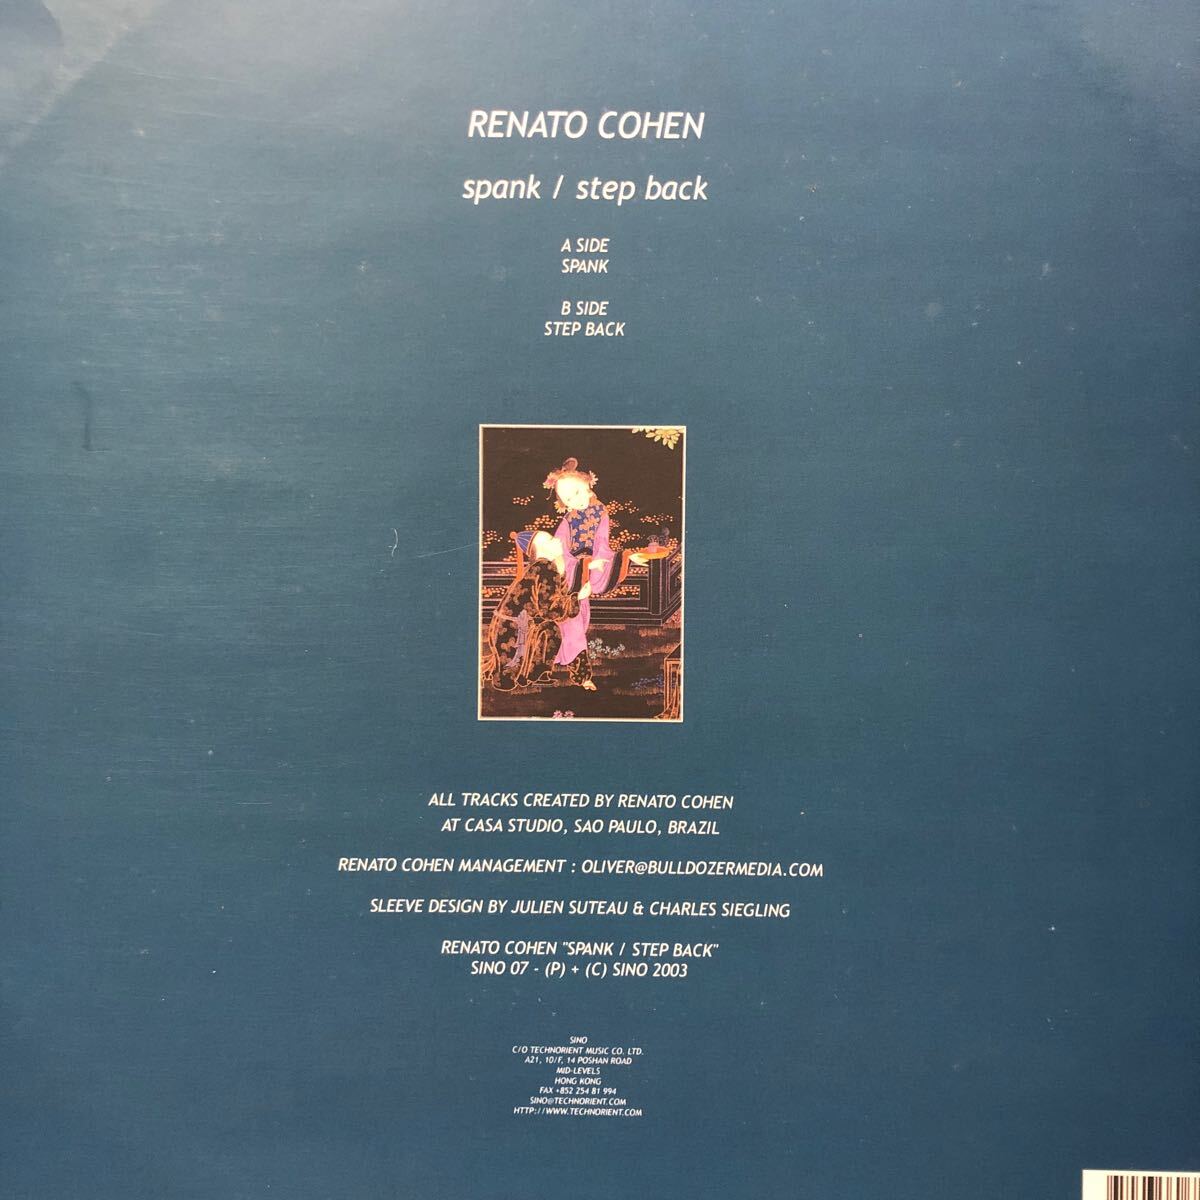 RENATO COHEN
spank / step back
A SIDE
SPANK
B SIDE
STEP BACK
ALL TRACKS CREATED BY RENATO COHEN
AT CASA STUDIO, SAO PAULO, BRAZIL
RENATO COHEN MANAGEMENT : OLIVER@BULLDOZERMEDIA.COM
SLEEVE DESIGN BY JULIEN SUTEAU & CHARLES SIEGLING
RENATO COHEN "SPANK / STEP BACK"
SINO 07 - (P) + (C) SINO 2003
SINO
C/O TECHNORIENT MUSIC CO. LTD.
A21, 10/F, 14 POSHAN ROAD
MID-LEVELS
HONG KONG
FAX +852 254 81 994
SINO@TECHNORIENT.COM
HTTP://WWW.TECHNORIENT.COM